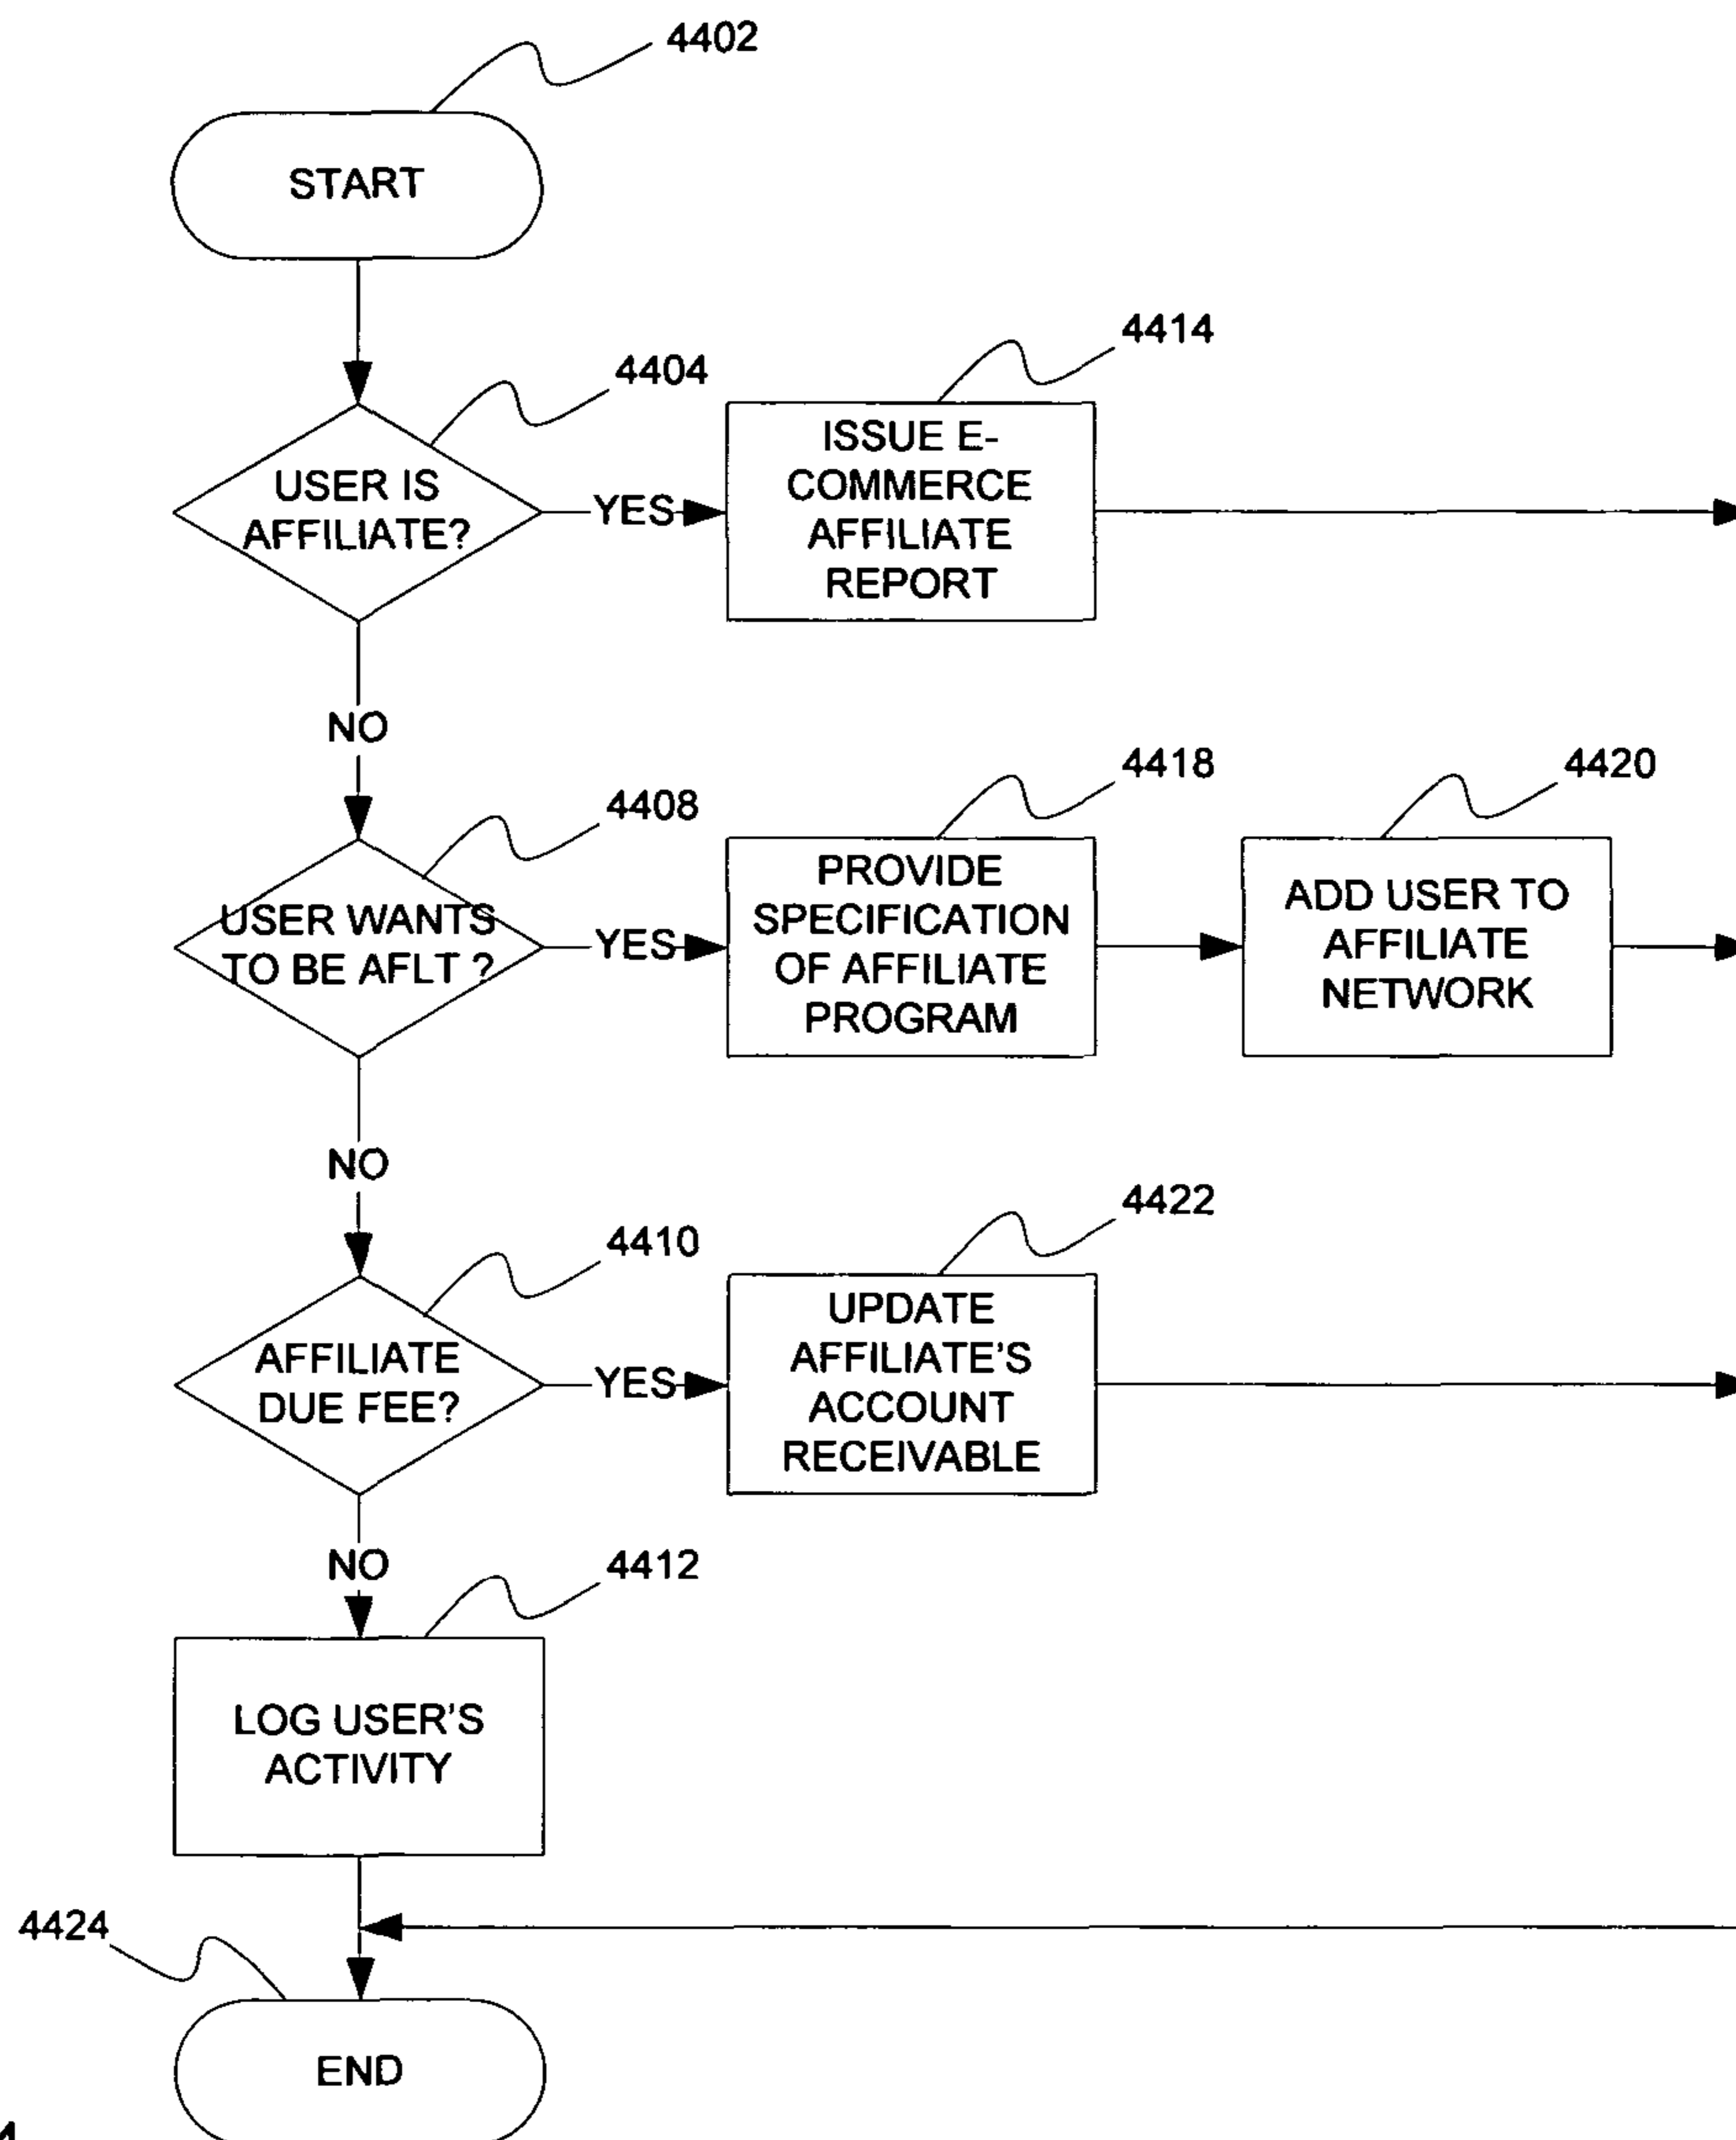 4402
START
4414
4404
ISSUE E-
COMMERCE
AFFILIATE
REPORT
USER IS
AFFILIATE?
YES
NO
4418
4420
4408
PROVIDE
SPECIFICATION
OF AFFILIATE
PROGRAM
ADD USER TO
AFFILIATE
NETWORK
USER WANTS
TO BE AFLT ?
YES
NO
4422
4410
UPDATE
AFFILIATE'S
ACCOUNT
RECEIVABLE
AFFILIATE
DUE FEE?
YES
NO
4412
LOG USER'S
ACTIVITY
4424
END